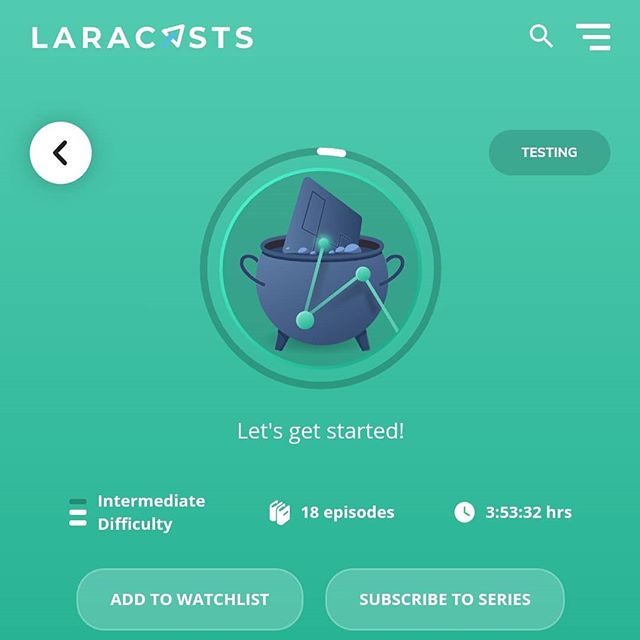 LARACASTS
TESTING
Let's get started!
Intermediate
Difficulty
18 episodes
3:53:32 hrs
ADD TO WATCHLIST
SUBSCRIBE TO SERIES